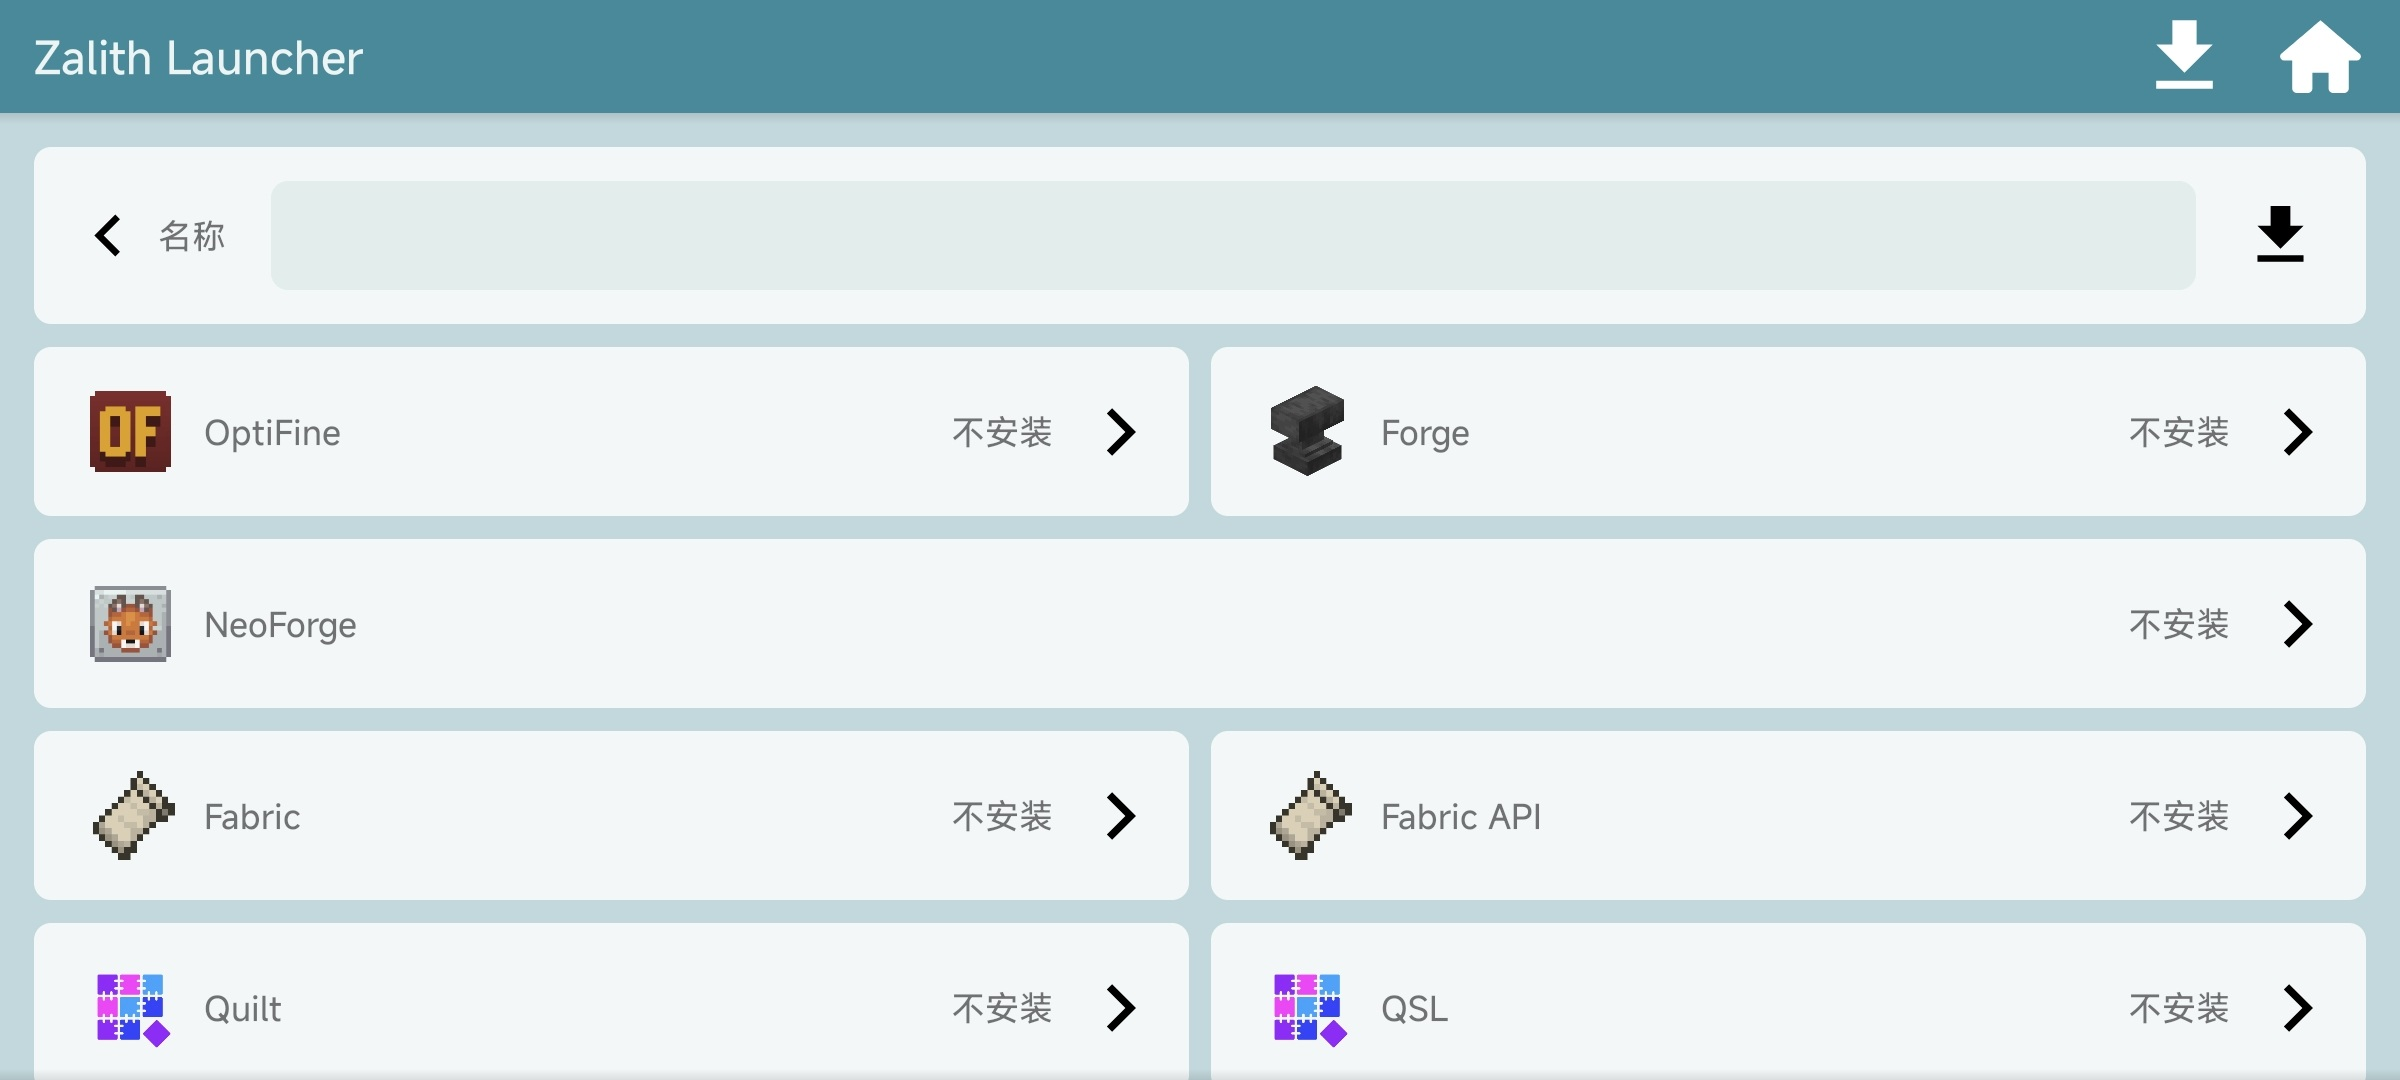 Zalith Launcher
名称
OF
OptiFine 不安装
Forge 不安装
NeoForge 不安装
Fabric 不安装
Fabric API 不安装
Quilt 不安装
QSL 不安装